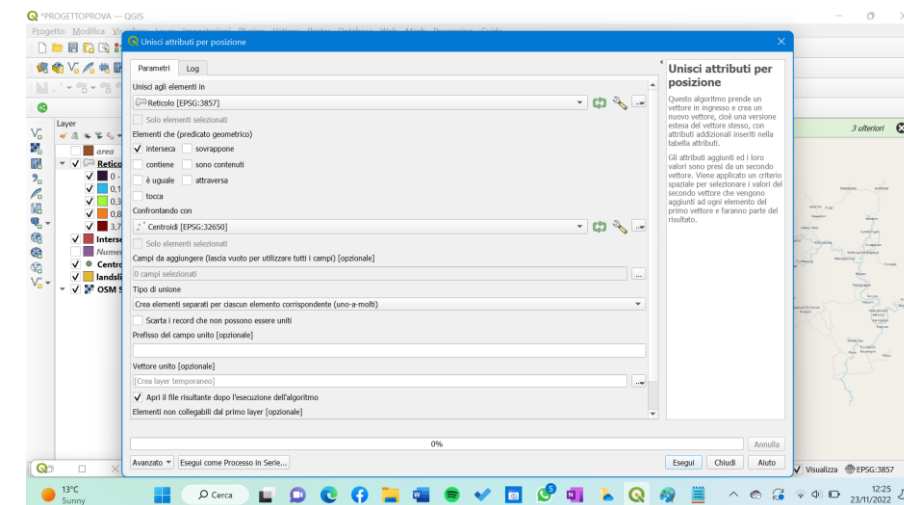 *PROGETTOPROVA — QGIS
Progetto Modifica
Unisci attributi per posizione
Parametri Log
Unisci agli elementi in
Reticolo [EPSG:3857]
Solo elementi selezionati
Elementi che (predicato geometrico)
interseca sovrappone
contiene sono contenuti
è uguale attraversa
tocca
Confrontando con
Centroidi [EPSG:32650]
Solo elementi selezionati
Campi da aggiungere (lascia vuoto per utilizzare tutti i campi) [opzionale]
0 campi selezionati
Tipo di unione
Crea elementi separati per ciascun elemento corrispondente (uno-a-molti)
Scarta i record che non possono essere uniti
Prefisso del campo unito [opzionale]
Vettore unito [opzionale]
[Crea layer temporaneo]
Apri il file risultante dopo l'esecuzione dell'algoritmo
Elementi non collegabili dal primo layer [opzionale]
0%
Annulla
Avanzato Esegui come Processo in Serie...
Esegui Chiudi Aiuto
Unisci attributi per
posizione
Questo algoritmo prende un
vettore in ingresso e crea un
nuovo vettore, cioè una versione
estesa del vettore stesso, con
attributi addizionali inseriti nella
tabella attributi.
Gli attributi aggiunti ed i loro
valori sono presi da un secondo
vettore. Viene applicato un criterio
spaziale per selezionare i valori del
secondo vettore che vengono
aggiunti ad ogni elemento del
primo vettore e faranno parte del
risultato.
Layer
area
Retico
0 -
0,1
0,3
0,8
3,7
Interse
Numer
Centro
landsli
OSM S
3 ulteriori
Visualizza EPSG:3857
13°C
Sunny
Cerca
12:25
23/11/2022